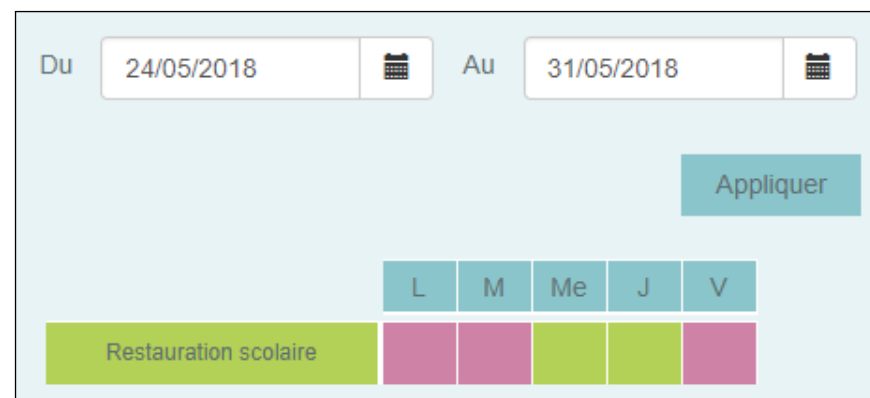 Du 24/05/2018 Au 31/05/2018
Appliquer
L M Me J V
Restauration scolaire